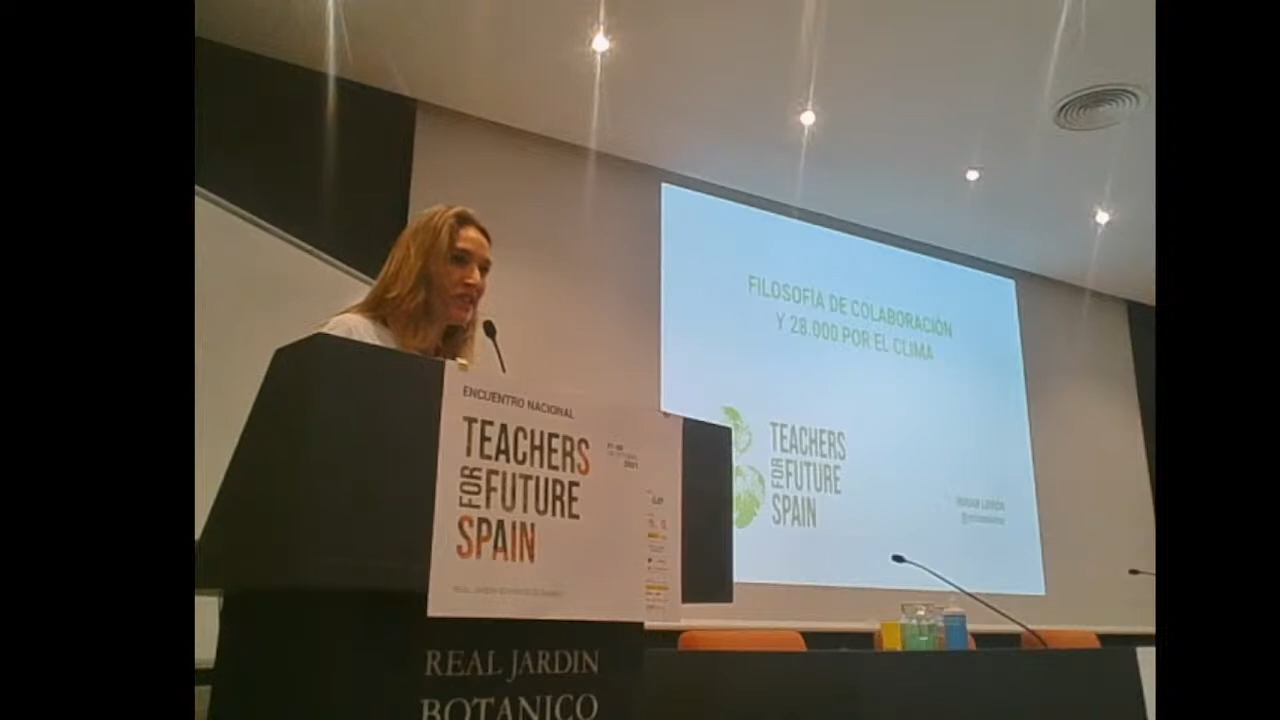 FILOSOFÍA DE COLABORACIÓN
Y 28.000 POR EL CLIMA
TEACHERS
FOR FUTURE
SPAIN
ENCUENTRO NACIONAL
TEACHERS
FOR FUTURE
SPAIN
2021
REAL JARDIN
BOTANICO